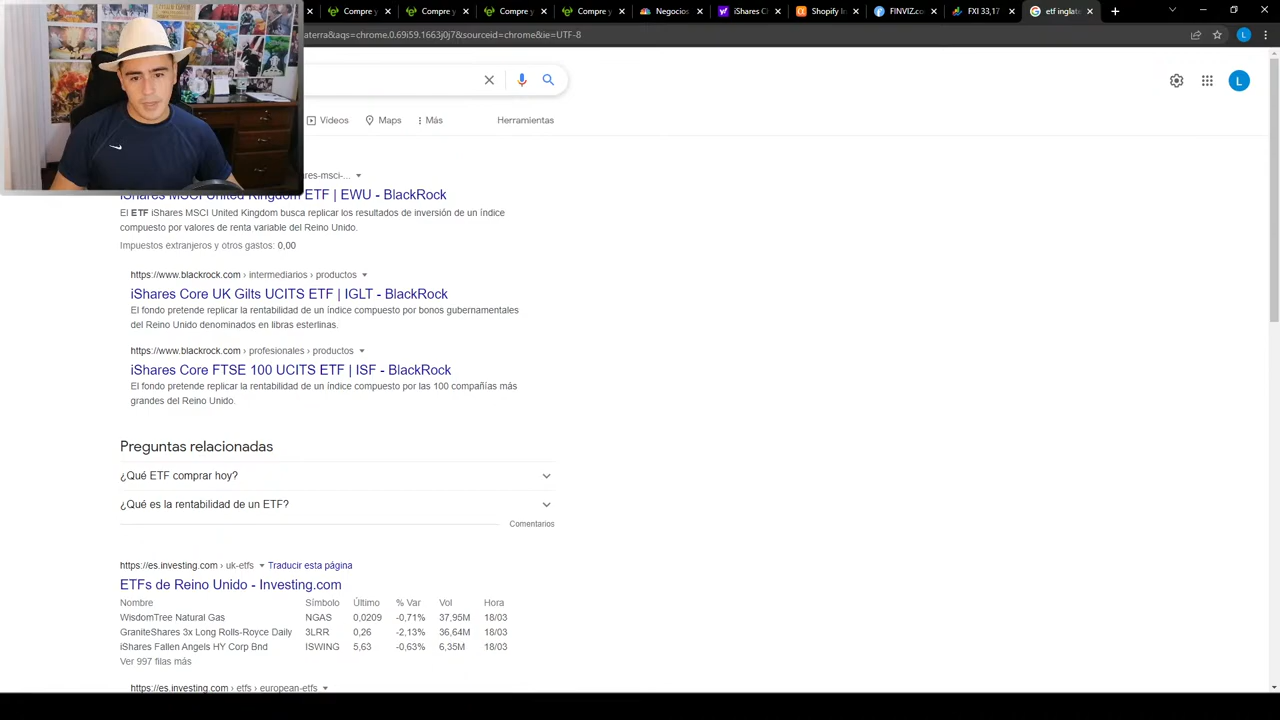 Compre y
Compre y
Compre y
Compre y
Negocios
iShares Ch
Shopify In
FINVIZ.co
FXI 33,17
etf inglate
aterra&aqs=chrome.0.69i59.1663j0j7&sourceid=chrome&ie=UTF-8
L
L
Vídeos
Maps
Más
Herramientas
ares-msci-...
iShares MSCI United Kingdom ETF | EWU - BlackRock
El ETF iShares MSCI United Kingdom busca replicar los resultados de inversión de un índice
compuesto por valores de renta variable del Reino Unido.
Impuestos extranjeros y otros gastos: 0,00
https://www.blackrock.com › intermediarios › productos
iShares Core UK Gilts UCITS ETF | IGLT - BlackRock
El fondo pretende replicar la rentabilidad de un índice compuesto por bonos gubernamentales
del Reino Unido denominados en libras esterlinas.
https://www.blackrock.com › profesionales › productos
iShares Core FTSE 100 UCITS ETF | ISF - BlackRock
El fondo pretende replicar la rentabilidad de un índice compuesto por las 100 compañías más
grandes del Reino Unido.
Preguntas relacionadas
¿Qué ETF comprar hoy?
¿Qué es la rentabilidad de un ETF?
Comentarios
https://es.investing.com › uk-etfs Traducir esta página
ETFs de Reino Unido - Investing.com
Nombre Símbolo Último % Var Vol Hora
WisdomTree Natural Gas NGAS 0,0209 -0,71% 37,95M 18/03
GraniteShares 3x Long Rolls-Royce Daily 3LRR 0,26 -2,13% 36,64M 18/03
iShares Fallen Angels HY Corp Bnd ISWING 5,63 -0,63% 6,35M 18/03
Ver 997 filas más
https://es.investing.com › etfs › european-etfs